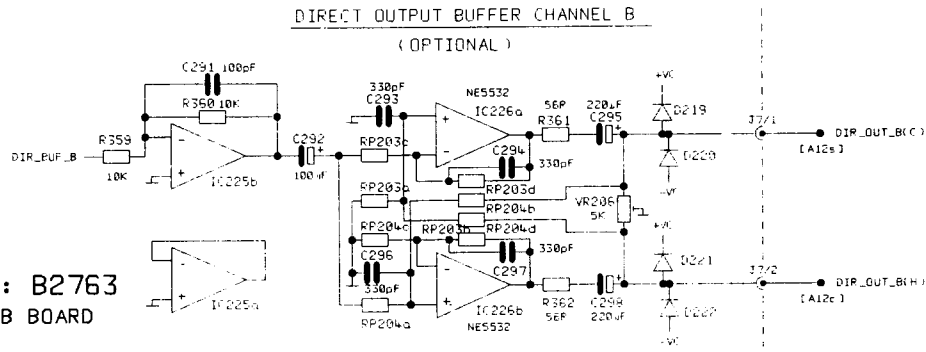 DIRECT OUTPUT BUFFER CHANNEL B
(OPTIONAL)
C291 100pF
R360 10K
R359
10K
DIR_BUF_B
IC225b
C292
100uF
330pF
C293
NE5532
IC226a
RP203c
C294
330pF
RP203d
RP203a
RP204b
RP203b
RP204c
RP204d
C296
330pF
330pF
C297
RP204a
IC226b
NE5532
56R
R361
220uF
C295
VR206
5K
R362
56R
C298
220uF
+VC
D219
D220
-VC
+VC
D221
D222
-VC
J7/1
DIR_OUT_B(C)
[A12s]
J7/2
DIR_OUT_B(H)
[A12c]
IC225a
: B2763
B BOARD